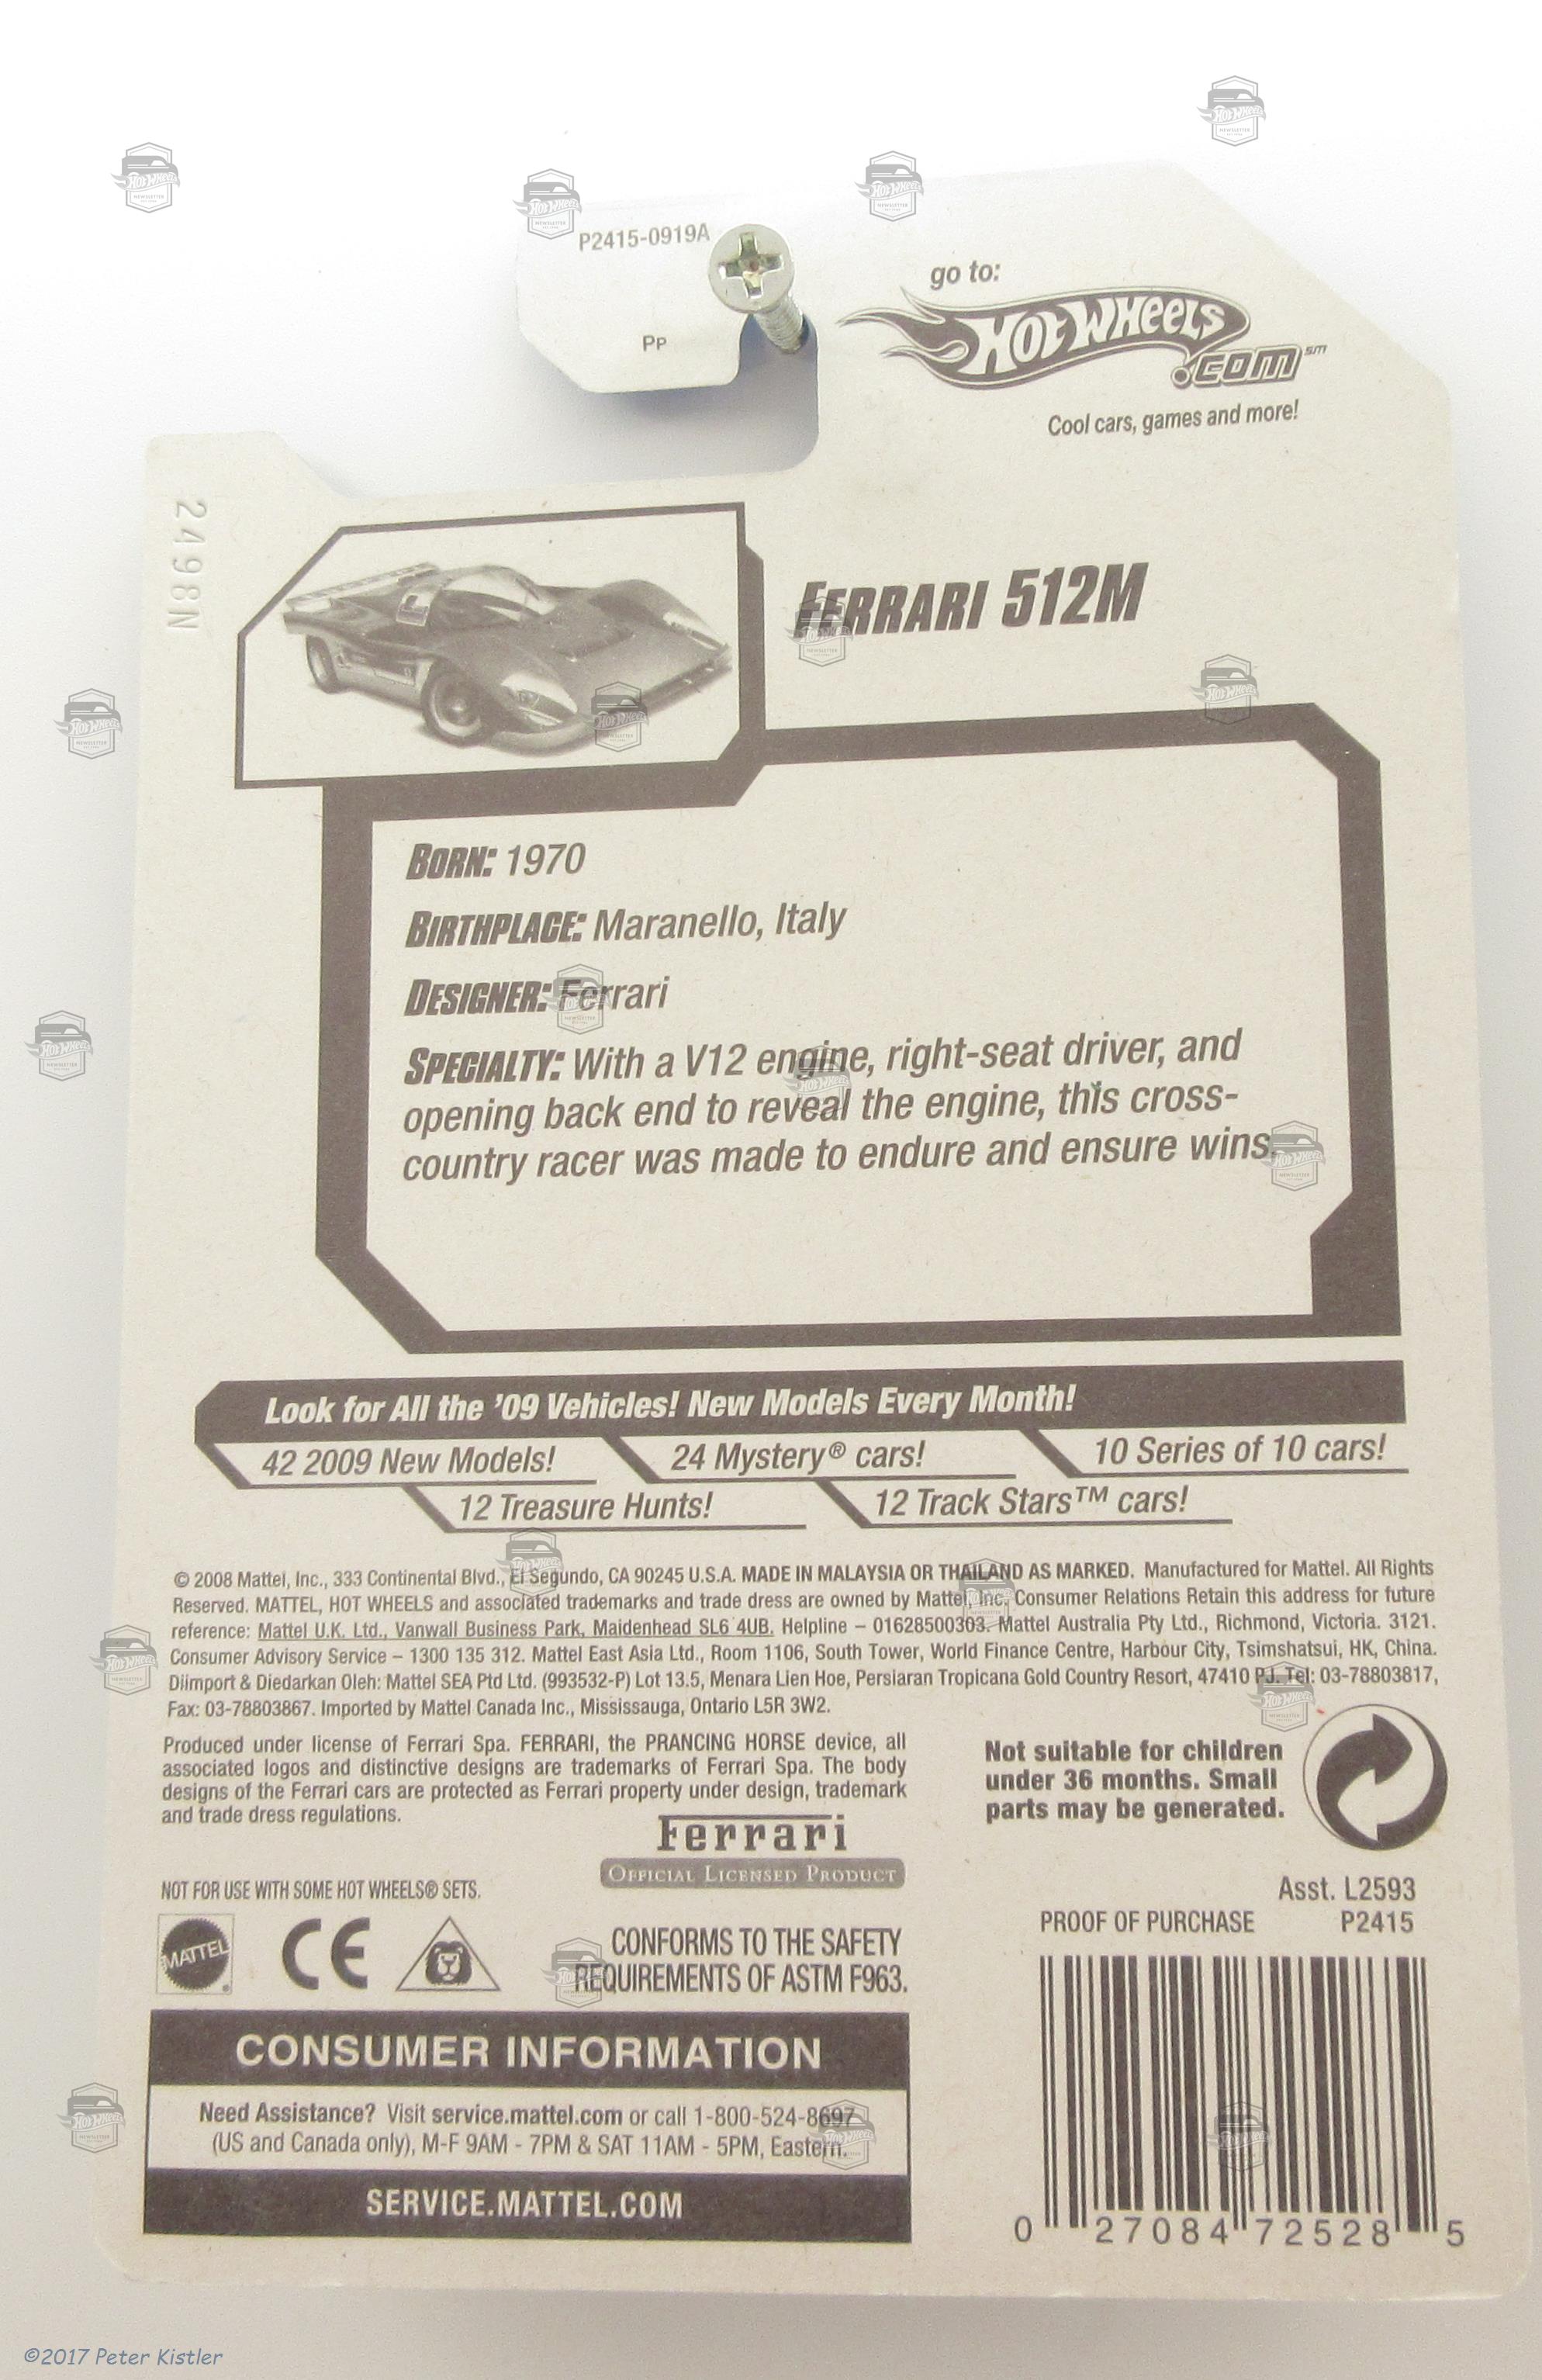 P2415-0919A
PP
go to:
HOT WHEELS
.COM℠
Cool cars, games and more!
2498N
FERRARI 512M
BORN: 1970
BIRTHPLACE: Maranello, Italy
DESIGNER: Ferrari
SPECIALTY: With a V12 engine, right-seat driver, and
opening back end to reveal the engine, this cross-
country racer was made to endure and ensure wins.
Look for All the '09 Vehicles! New Models Every Month!
42 2009 New Models!
24 Mystery® cars!
10 Series of 10 cars!
12 Treasure Hunts!
12 Track Stars™ cars!
© 2008 Mattel, Inc., 333 Continental Blvd., El Segundo, CA 90245 U.S.A. MADE IN MALAYSIA OR THAILAND AS MARKED. Manufactured for Mattel. All Rights
Reserved. MATTEL, HOT WHEELS and associated trademarks and trade dress are owned by Mattel, Inc. Consumer Relations Retain this address for future
reference: Mattel U.K. Ltd., Vanwall Business Park, Maidenhead SL6 4UB. Helpline – 01628500303. Mattel Australia Pty Ltd., Richmond, Victoria. 3121.
Consumer Advisory Service – 1300 135 312. Mattel East Asia Ltd., Room 1106, South Tower, World Finance Centre, Harbour City, Tsimshatsui, HK, China.
Diimport & Diedarkan Oleh: Mattel SEA Ptd Ltd. (993532-P) Lot 13.5, Menara Lien Hoe, Persiaran Tropicana Gold Country Resort, 47410 PJ. Tel: 03-78803817,
Fax: 03-78803867. Imported by Mattel Canada Inc., Mississauga, Ontario L5R 3W2.
Produced under license of Ferrari Spa. FERRARI, the PRANCING HORSE device, all
associated logos and distinctive designs are trademarks of Ferrari Spa. The body
designs of the Ferrari cars are protected as Ferrari property under design, trademark
and trade dress regulations.
Ferrari
OFFICIAL LICENSED PRODUCT
Not suitable for children
under 36 months. Small
parts may be generated.
NOT FOR USE WITH SOME HOT WHEELS® SETS.
MATTEL
CE
CONFORMS TO THE SAFETY
REQUIREMENTS OF ASTM F963.
Asst. L2593
PROOF OF PURCHASE P2415
CONSUMER INFORMATION
Need Assistance? Visit service.mattel.com or call 1-800-524-8697
(US and Canada only), M-F 9AM - 7PM & SAT 11AM - 5PM, Eastern.
SERVICE.MATTEL.COM
0 27084 72528 5
©2017 Peter Kistler